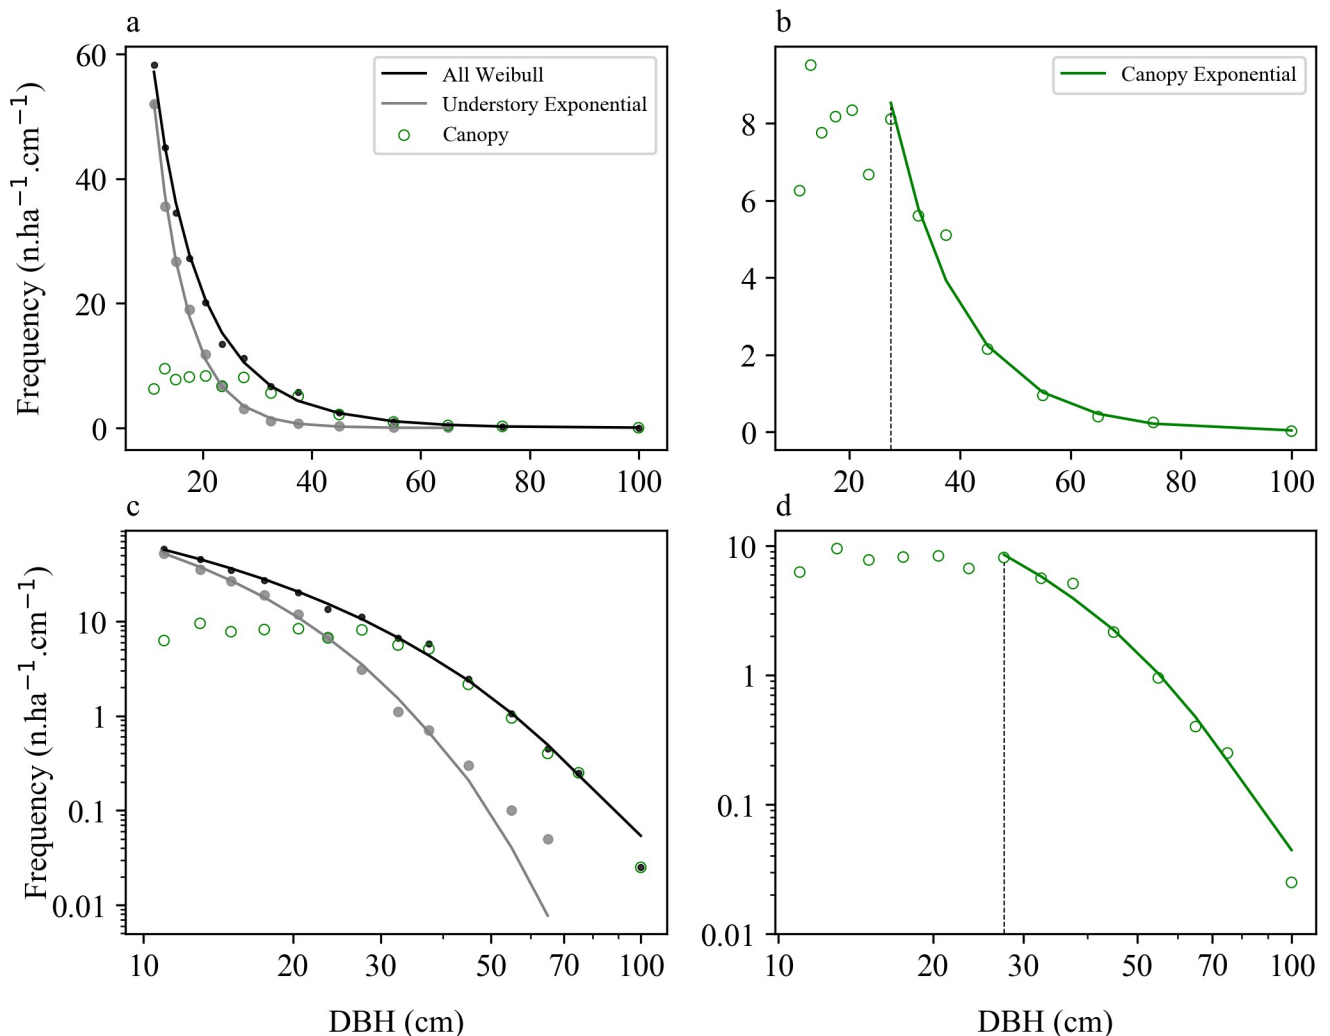 a
60
40
20
0
20 40 60 80 100
Frequency (n.ha⁻¹.cm⁻¹)
All Weibull
Understory Exponential
Canopy
b
8
6
4
2
0
20 40 60 80 100
Canopy Exponential
c
10
1
0.1
0.01
10 20 30 50 70 100
Frequency (n.ha⁻¹.cm⁻¹)
DBH (cm)
d
10
1
0.1
0.01
10 20 30 50 70 100
DBH (cm)